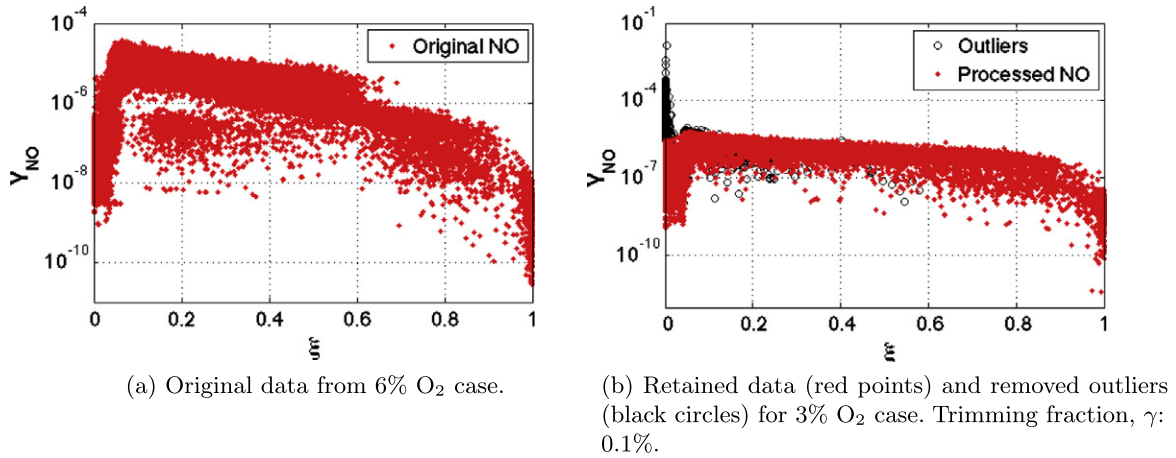 10⁻⁴
10⁻⁶
10⁻⁸
10⁻¹⁰
Y_NO
Original NO
0 0.2 0.4 0.6 0.8 1
ξ
(a) Original data from 6% O₂ case.
10⁻¹
10⁻⁴
10⁻⁷
10⁻¹⁰
Y_NO
Outliers
Processed NO
0 0.2 0.4 0.6 0.8 1
ξ
(b) Retained data (red points) and removed outliers
(black circles) for 3% O₂ case. Trimming fraction, γ:
0.1%.